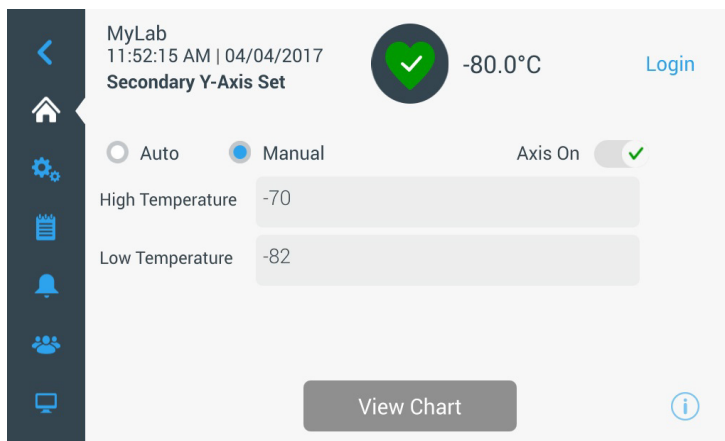 MyLab
11:52:15 AM | 04/04/2017
Secondary Y-Axis Set
-80.0°C
Login
Auto
Manual
Axis On
High Temperature
-70
Low Temperature
-82
View Chart
i